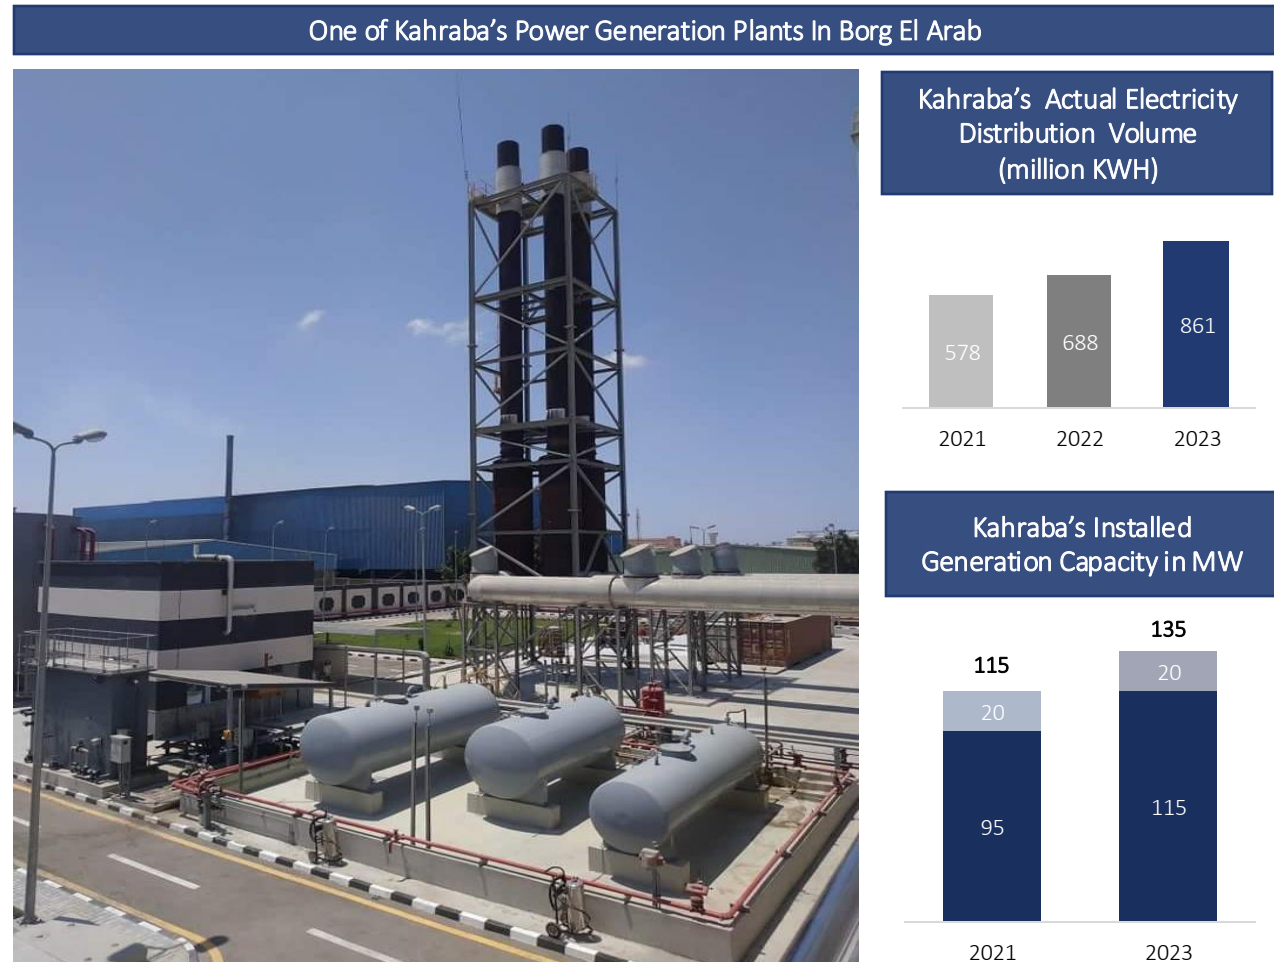 One of Kahraba's Power Generation Plants In Borg El Arab
Kahraba's Actual Electricity
Distribution Volume
(million KWH)
578
688
861
2021
2022
2023
Kahraba's Installed
Generation Capacity in MW
115
20
95
135
20
115
2021
2023